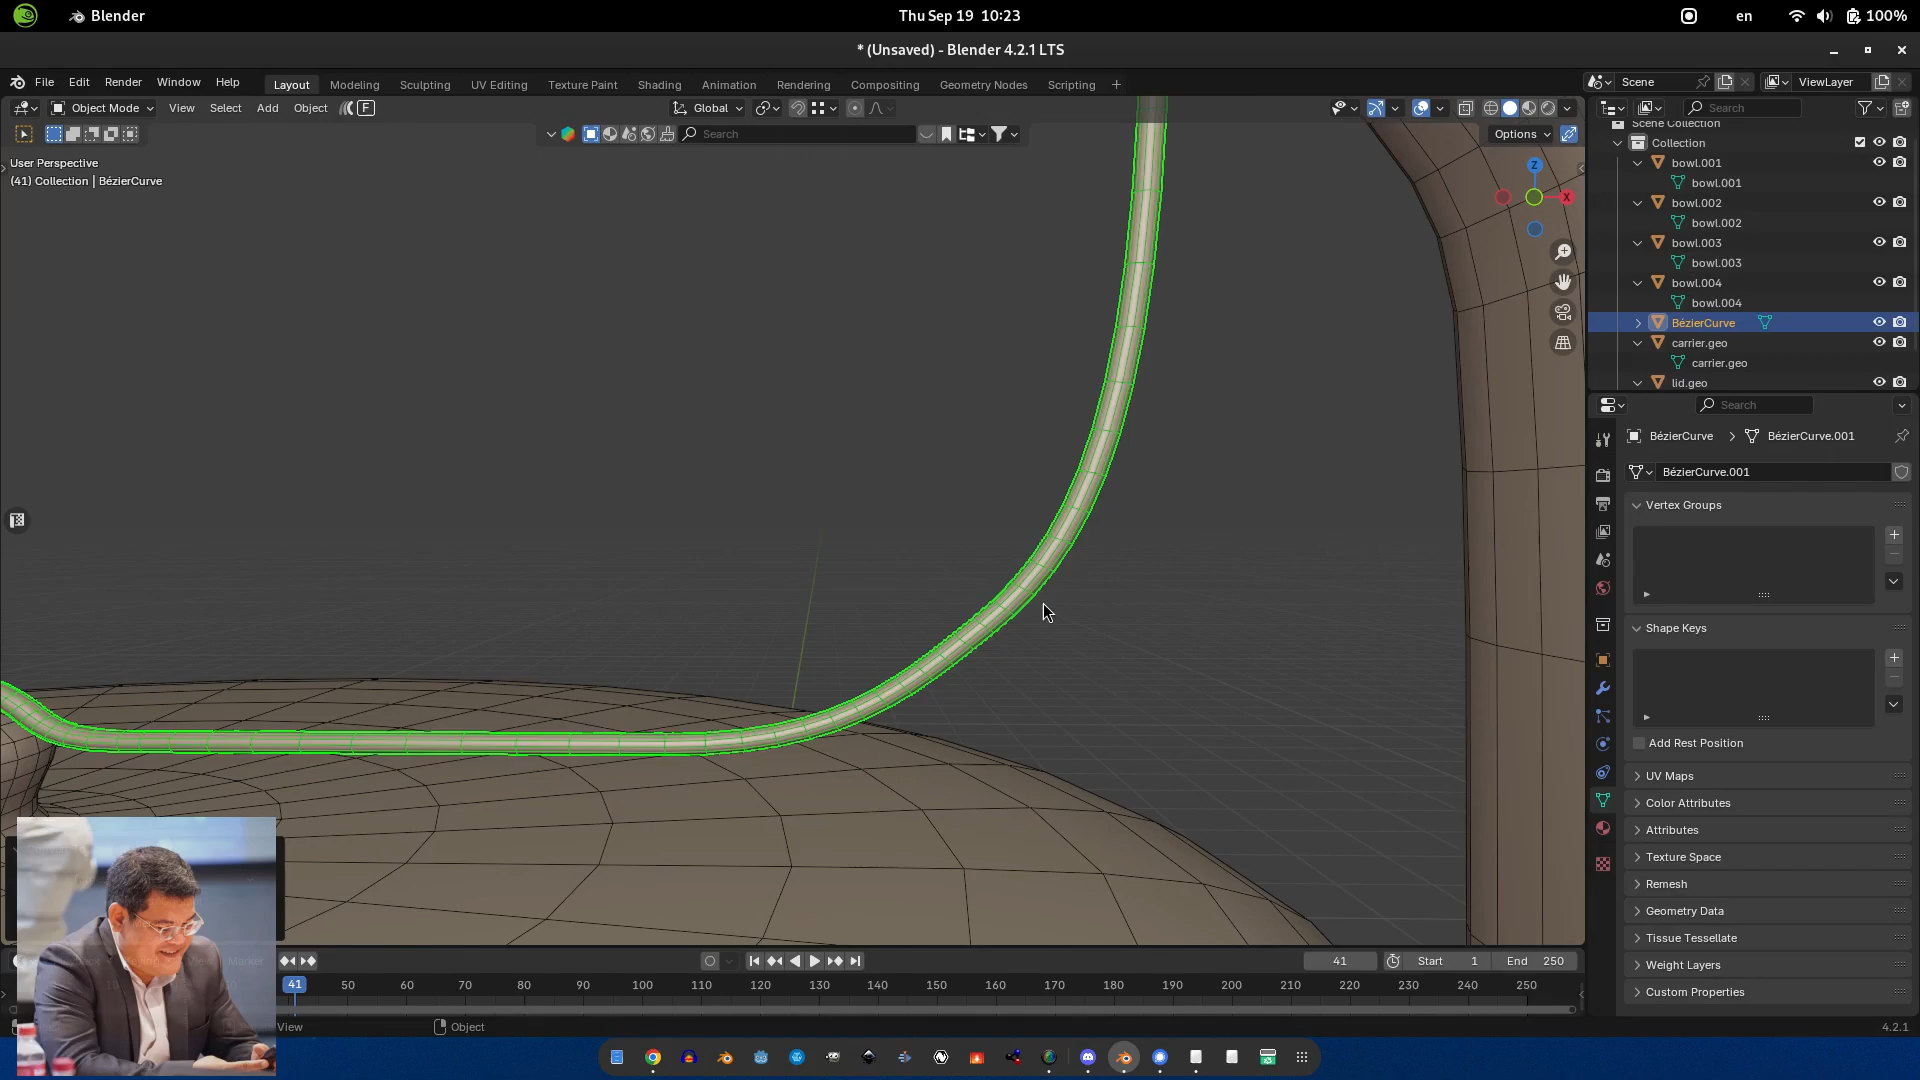 Blender
Thu Sep 19 10:23
en
100%
* (Unsaved) - Blender 4.2.1 LTS
File Edit Render Window Help
Layout Modeling Sculpting UV Editing Texture Paint Shading Animation Rendering Compositing Geometry Nodes Scripting +
Scene
ViewLayer
Object Mode View Select Add Object F
Global
Search
Search
Options
User Perspective
(41) Collection | BézierCurve
Z
X
Scene Collection
Collection
bowl.001
bowl.001
bowl.002
bowl.002
bowl.003
bowl.003
bowl.004
bowl.004
BézierCurve
carrier.geo
carrier.geo
lid.geo
Search
BézierCurve > BézierCurve.001
BézierCurve.001
Vertex Groups
Shape Keys
Add Rest Position
UV Maps
Color Attributes
Attributes
Texture Space
Remesh
Geometry Data
Tissue Tessellate
Weight Layers
Custom Properties
Marker
41
Start 1
End 250
41 50 60 70 80 90 100 110 120 130 140 150 160 170 180 190 200 210 220 230 240 250
View
Object
4.2.1